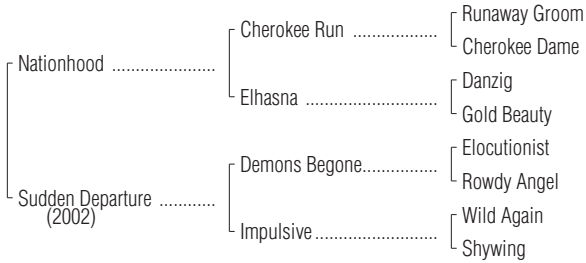 Runaway Groom
Cherokee Run ..................
Cherokee Dame
Nationhood ......................
Danzig
Elhasna ............................
Gold Beauty
Elocutionist
Demons Begone................
Rowdy Angel
Sudden Departure ............
(2002)
Wild Again
Impulsive..........................
Shywing